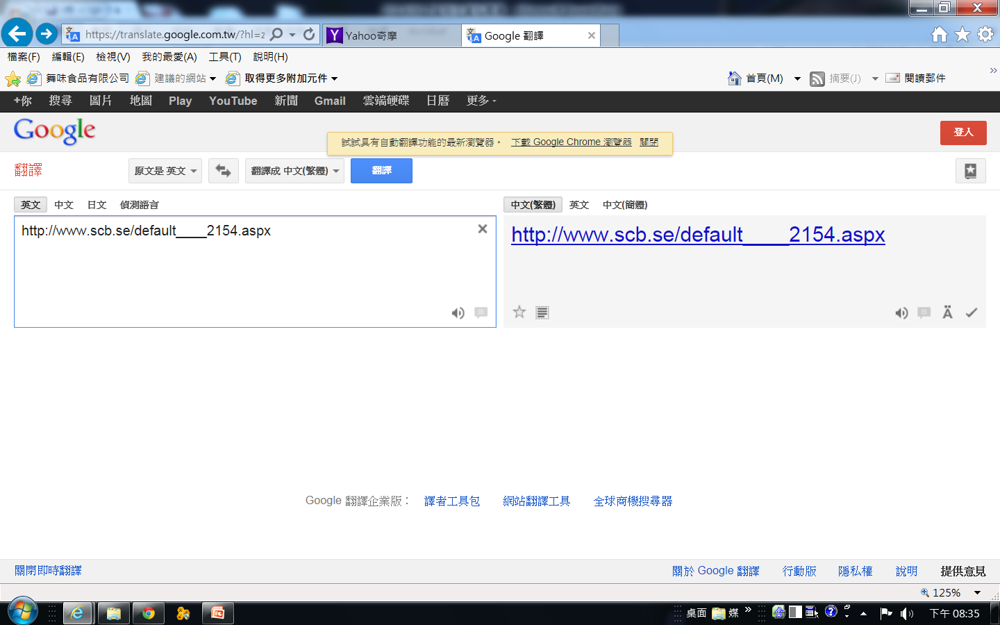 https://translate.google.com.tw/?hl=z
Yahoo奇摩
Google 翻譯
檔案(F) 編輯(E) 檢視(V) 我的最愛(A) 工具(T) 說明(H)
舞味食品有限公司 建議的網站 取得更多附加元件 首頁(M) 摘要(J) 閱讀郵件
+你 搜尋 圖片 地圖 Play YouTube 新聞 Gmail 雲端硬碟 日曆 更多
Google
登入
試試具有自動翻譯功能的最新瀏覽器。 下載 Google Chrome 瀏覽器 關閉
翻譯 原文是 英文 翻譯成 中文(繁體) 翻譯
英文 中文 日文 偵測語言
中文(繁體) 英文 中文(簡體)
http://www.scb.se/default____2154.aspx
http://www.scb.se/default____2154.aspx
Ä
Google 翻譯企業版： 譯者工具包 網站翻譯工具 全球商機搜尋器
關閉即時翻譯 關於 Google 翻譯 行動版 隱私權 說明 提供意見
125%
桌面 媒 下午 08:35